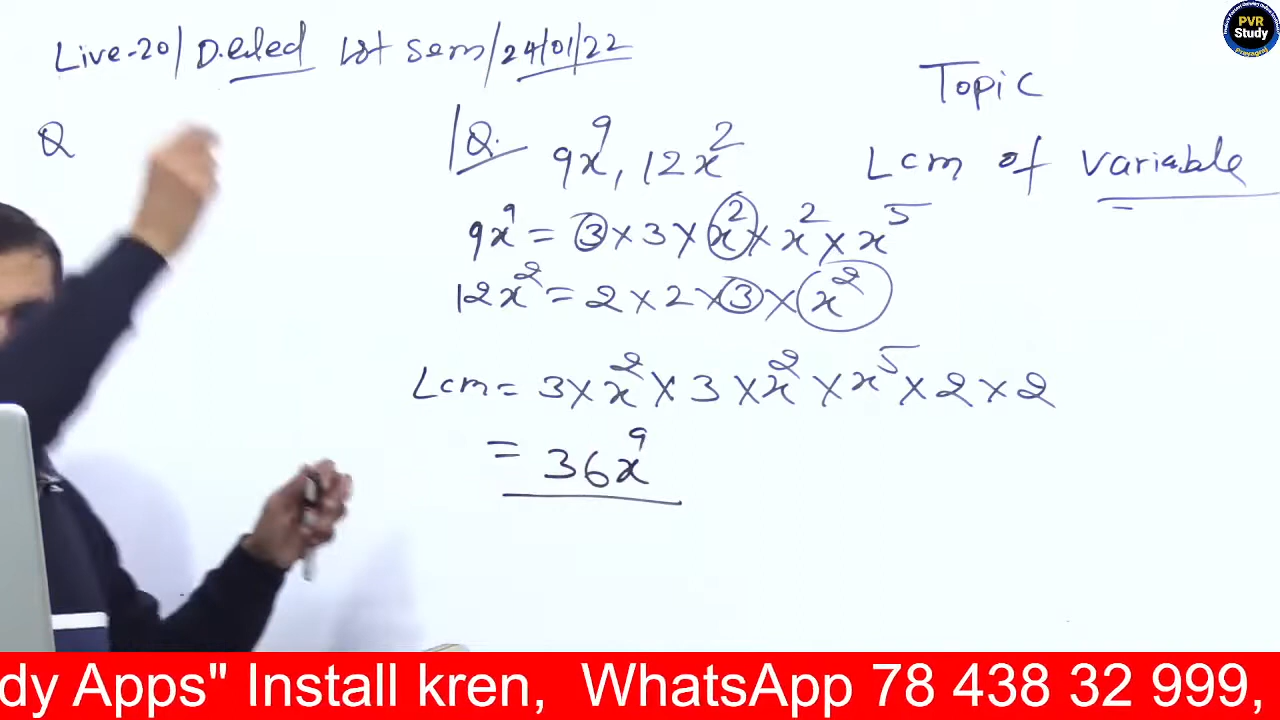 Live-20/ D.eled Ist Sem/24/01/22
Topic
Lcm of variable
Q
Q. 9x⁹, 12x²
9x⁹ = 3 × 3 × x² × x² × x⁵
12x² = 2 × 2 × 3 × x²
Lcm = 3 × x² × 3 × x² × x⁵ × 2 × 2
= 36x⁹
PVR
Study
Prayagraj
dy Apps" Install kren, WhatsApp 78 438 32 999,